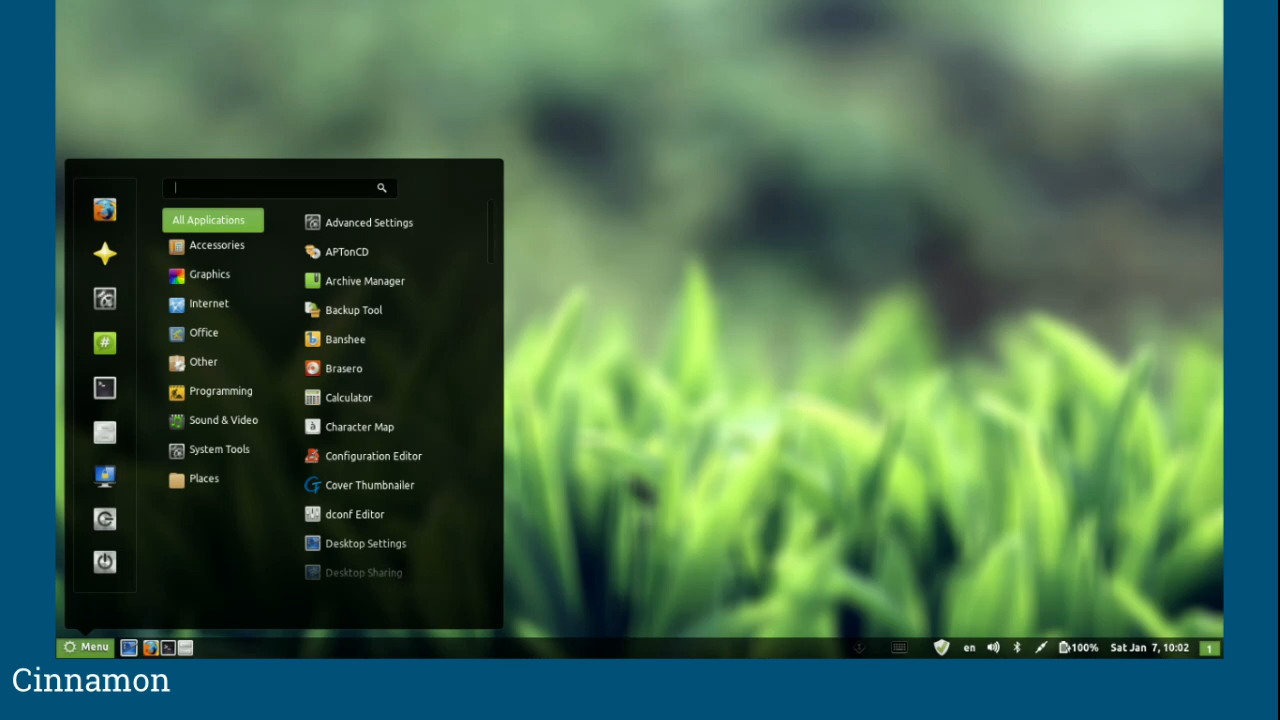 All Applications
Accessories
Graphics
Internet
Office
Other
Programming
Sound & Video
System Tools
Places
Advanced Settings
APTonCD
Archive Manager
Backup Tool
Banshee
Brasero
Calculator
Character Map
Configuration Editor
Cover Thumbnailer
dconf Editor
Desktop Settings
Desktop Sharing
Menu
en
100%
Sat Jan 7, 10:02
1
Cinnamon